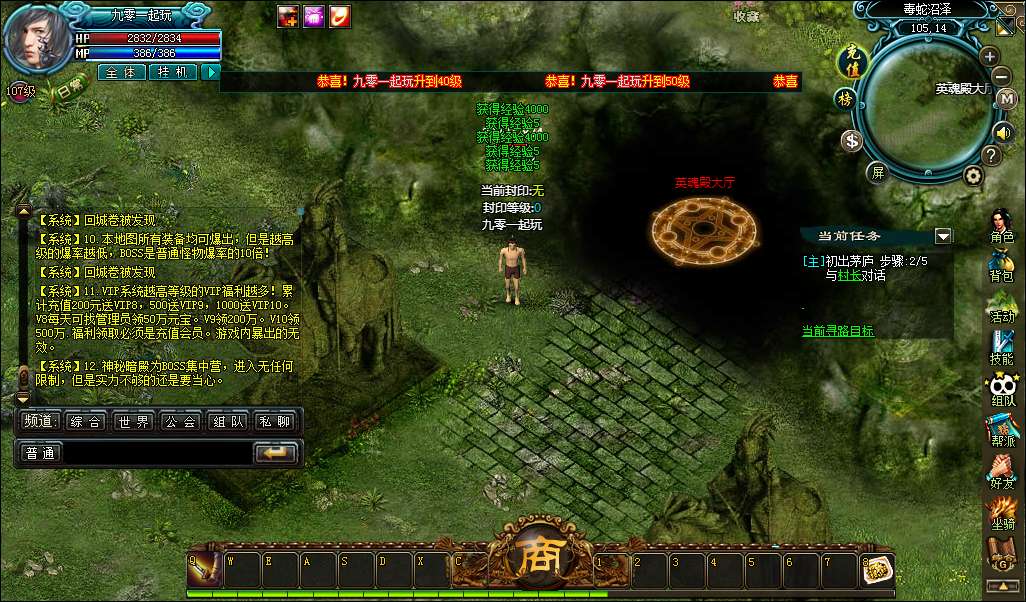 九零一起玩
HP 2832/2834
MP 386/386
全体 挂机
107级
日常
收藏
毒蛇沼泽
105,14
充值
榜
英魂殿大厅
M
$
?
屏
恭喜! 九零一起玩升到40级 恭喜! 九零一起玩升到50级 恭喜
获得经验4000
获得经验5
获得经验4000
获得经验5
获得经验5
当前封印:无
封印等级:0
九零一起玩
英魂殿大厅
【系统】回城卷被发现
【系统】10.本地图所有装备均可爆出；但是越高
级的爆率越低，BOSS是普通怪物爆率的10倍!
【系统】回城卷被发现
【系统】11.VIP系统越高等级的VIP福利越多！累
计充值200元送VIP8，500送VIP9，1000送VIP10。
V8每天可找管理员领50万元宝。V9领200万。V10领
500万.福利领取必须是充值会员。游戏内暴出的无
效。
【系统】12.神秘暗殿为BOSS集中营，进入无任何
限制，但是实力不够的还是要当心。
频道: 综合 世界 公会 组队 私聊
普通
当前任务
[主]初出茅庐 步骤:2/5
与村长对话
当前寻路目标
角色
背包
活动
技能
组队
帮派
好友
坐骑
G
Q W E A S D X C 商 1 2 3 4 5 6 7 8